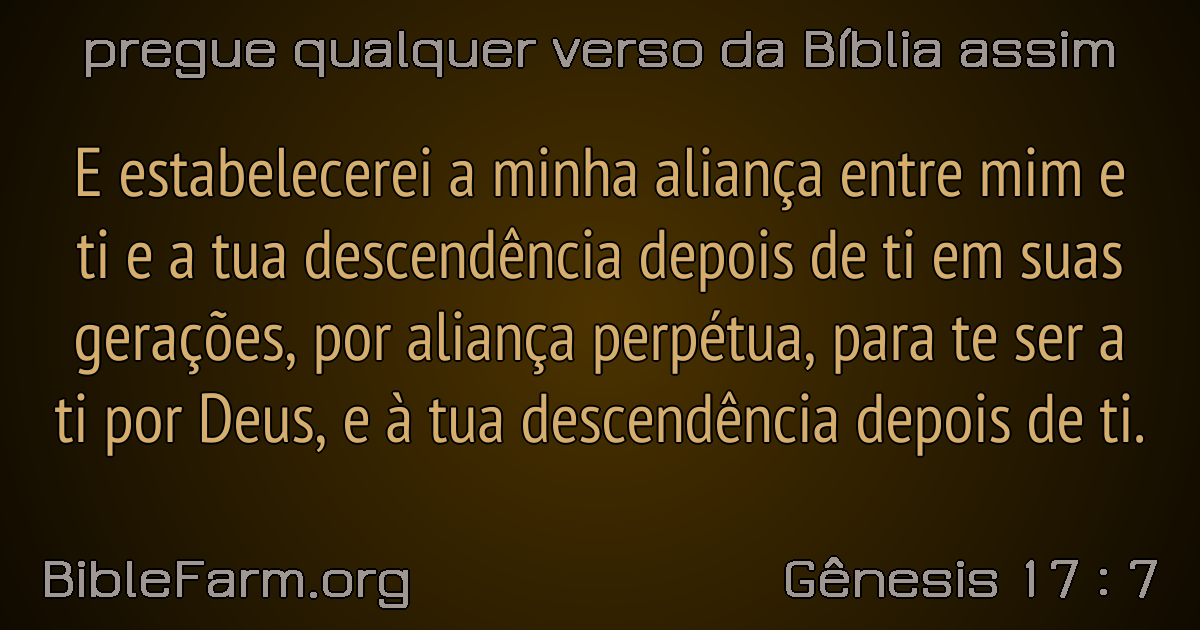 pregue qualquer verso da Bíblia assim
E estabelecerei a minha aliança entre mim e
ti e a tua descendência depois de ti em suas
gerações, por aliança perpétua, para te ser a
ti por Deus, e à tua descendência depois de ti.
BibleFarm.org
Gênesis 17 : 7